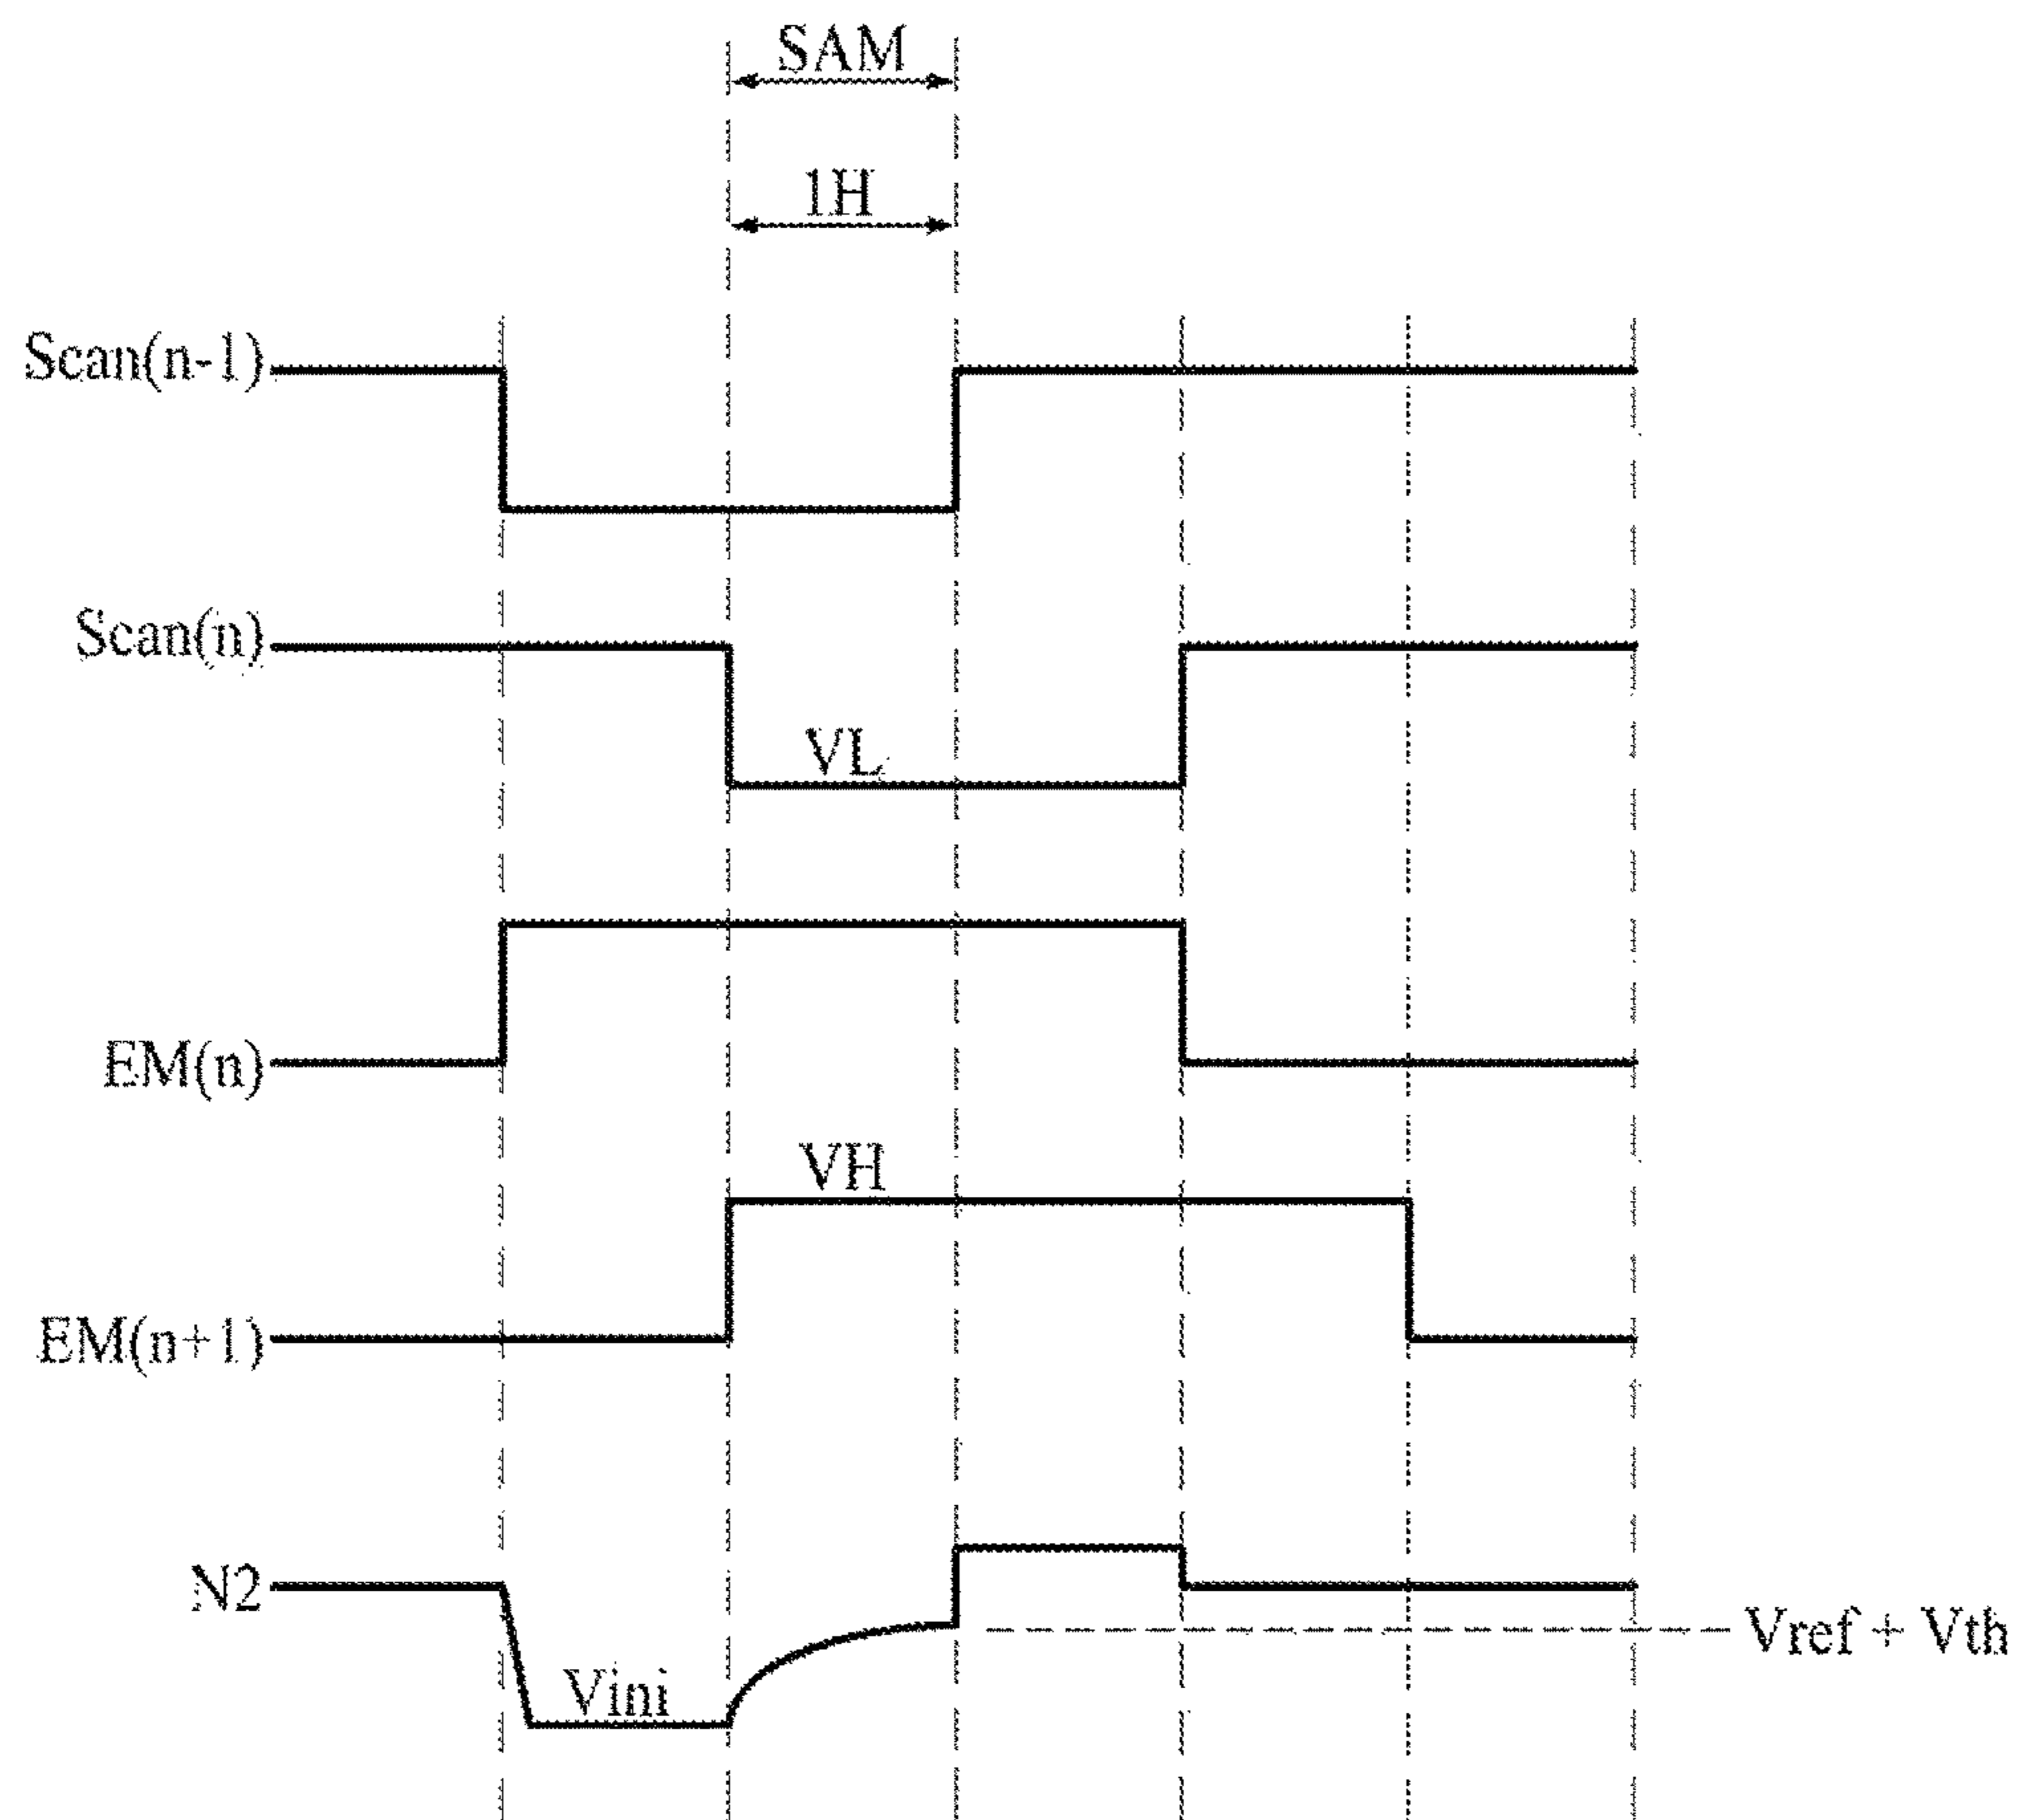 SAM
1H
Scan(n-1)
Scan(n)
VL
EM(n)
VH
EM(n+1)
N2
Vini
Vref + Vth